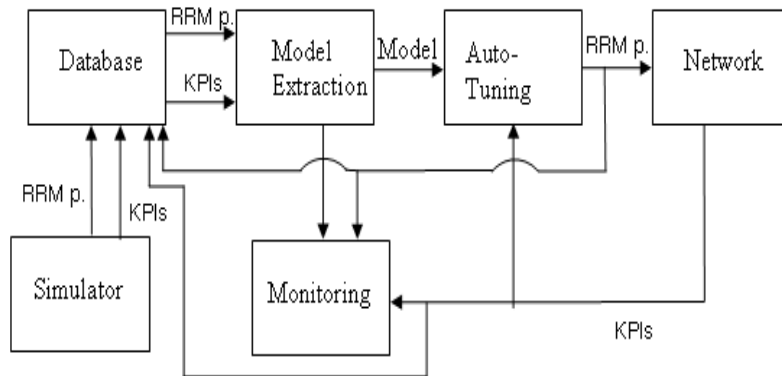 RRM p.
Database
KPIs
Model
Extraction
Model
Auto-
Tuning
RRM p.
Network
RRM p.
KPIs
Simulator
Monitoring
KPIs